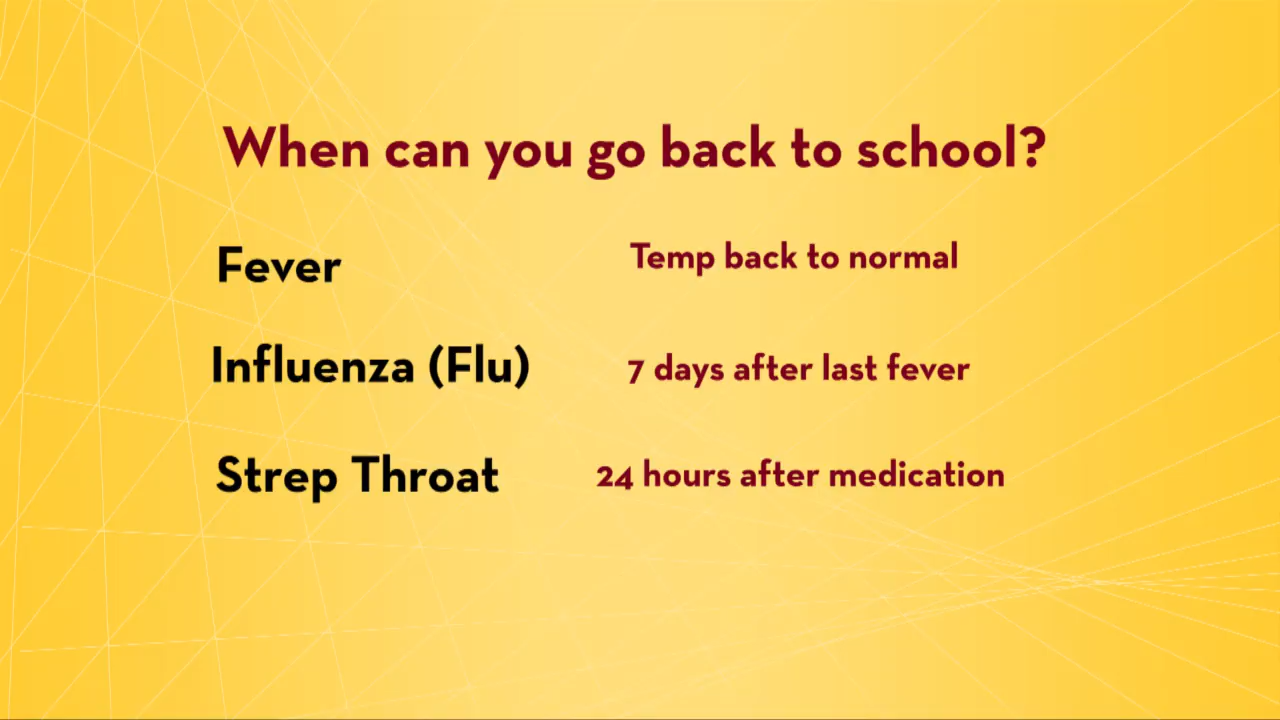 When can you go back to school?
Fever
Temp back to normal
Influenza (Flu)
7 days after last fever
Strep Throat
24 hours after medication